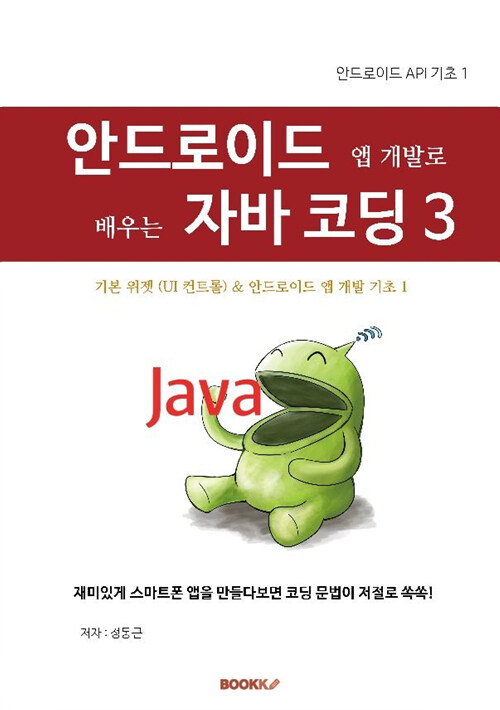 안드로이드 API 기초 1
안드로이드 앱 개발로
배우는 자바 코딩 3
기본 위젯 (UI 컨트롤) & 안드로이드 앱 개발 기초 1
Java
재미있게 스마트폰 앱을 만들다보면 코딩 문법이 저절로 쏙쏙!
저자 : 성동근
BOOKK